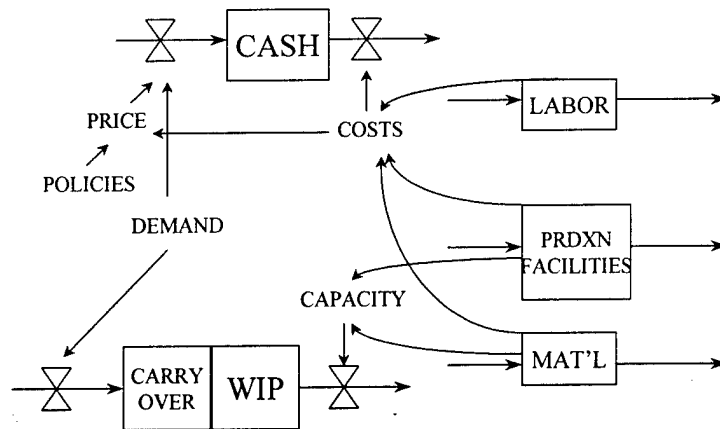 CASH
PRICE
COSTS
LABOR
POLICIES
DEMAND
PRDXN
FACILITIES
CAPACITY
CARRY
OVER
WIP
MAT'L